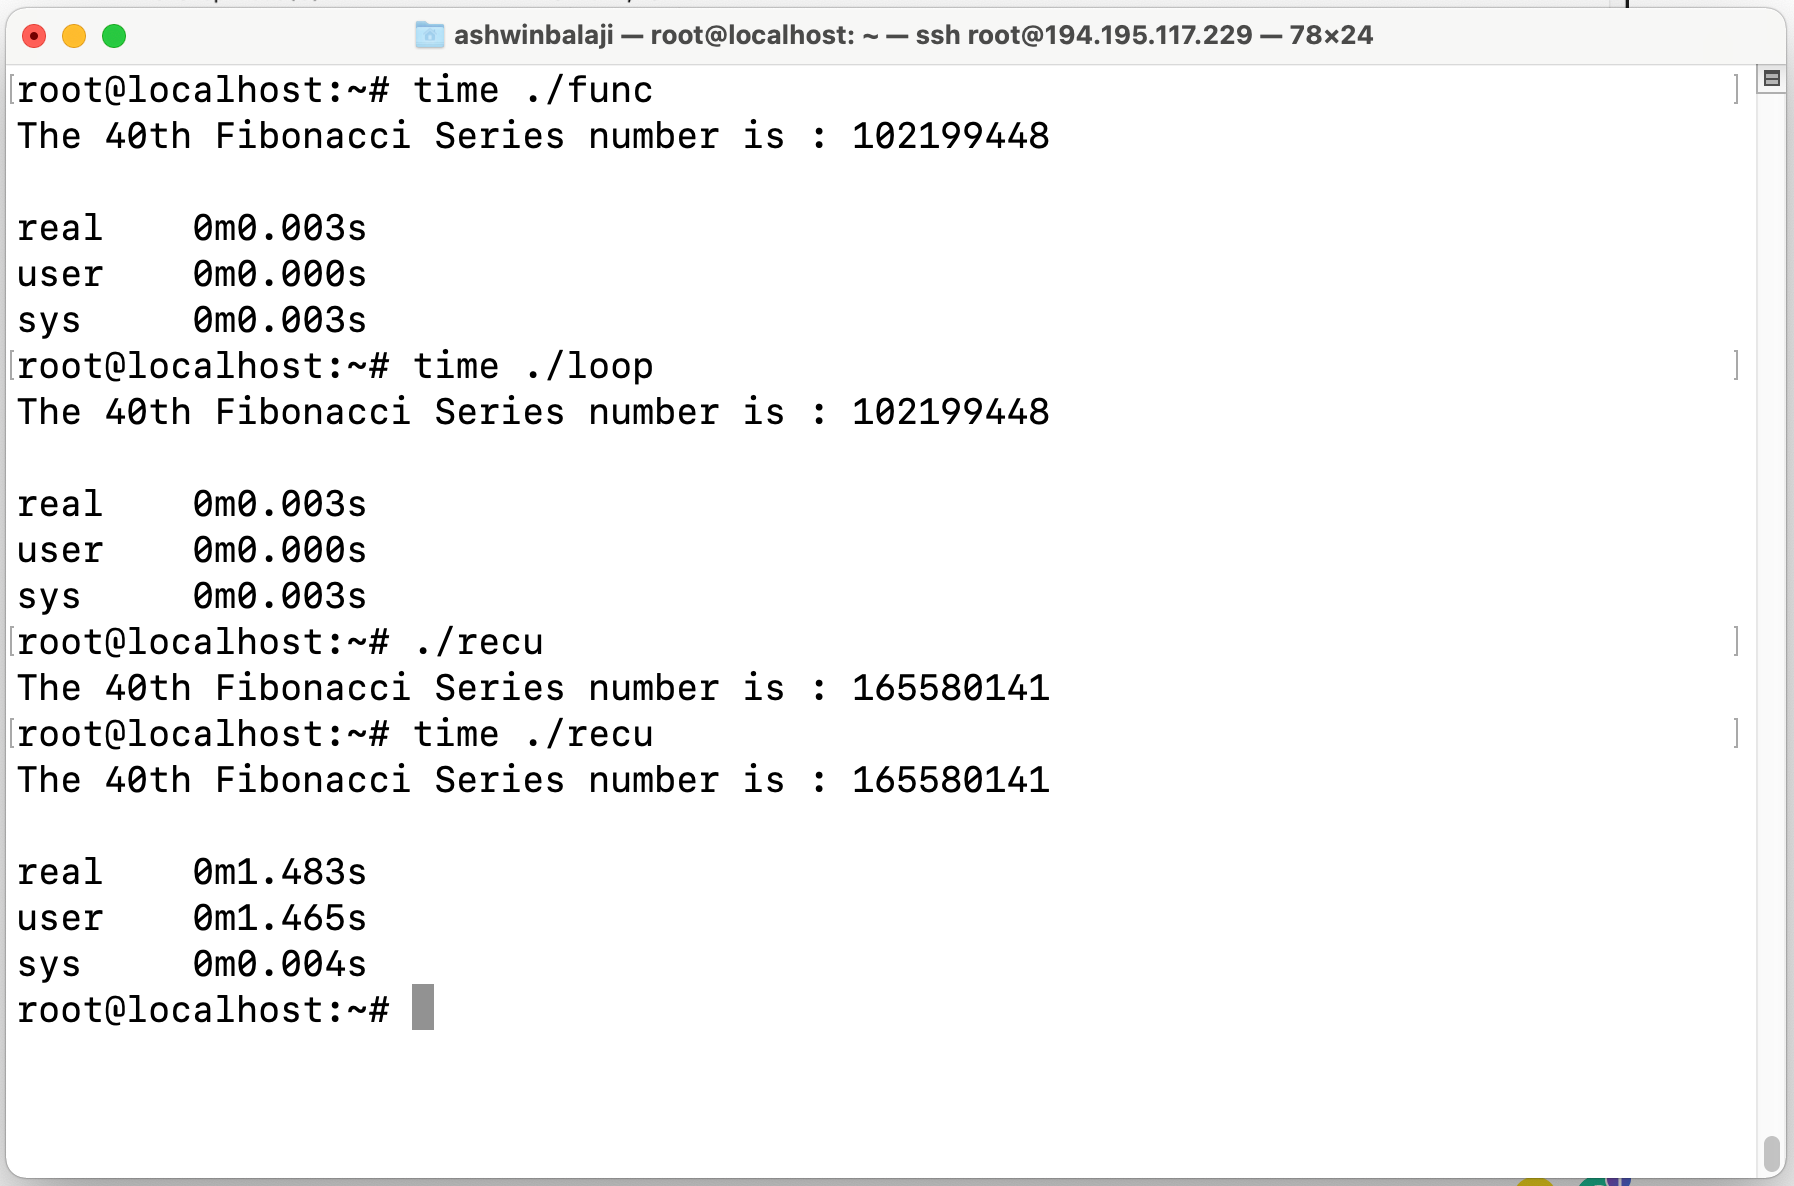 ashwinbalaji — root@localhost: ~ — ssh root@194.195.117.229 — 78×24
[root@localhost:~# time ./func ]
The 40th Fibonacci Series number is : 102199448
real 0m0.003s
user 0m0.000s
sys 0m0.003s
[root@localhost:~# time ./loop ]
The 40th Fibonacci Series number is : 102199448
real 0m0.003s
user 0m0.000s
sys 0m0.003s
[root@localhost:~# ./recu ]
The 40th Fibonacci Series number is : 165580141
[root@localhost:~# time ./recu ]
The 40th Fibonacci Series number is : 165580141
real 0m1.483s
user 0m1.465s
sys 0m0.004s
root@localhost:~#